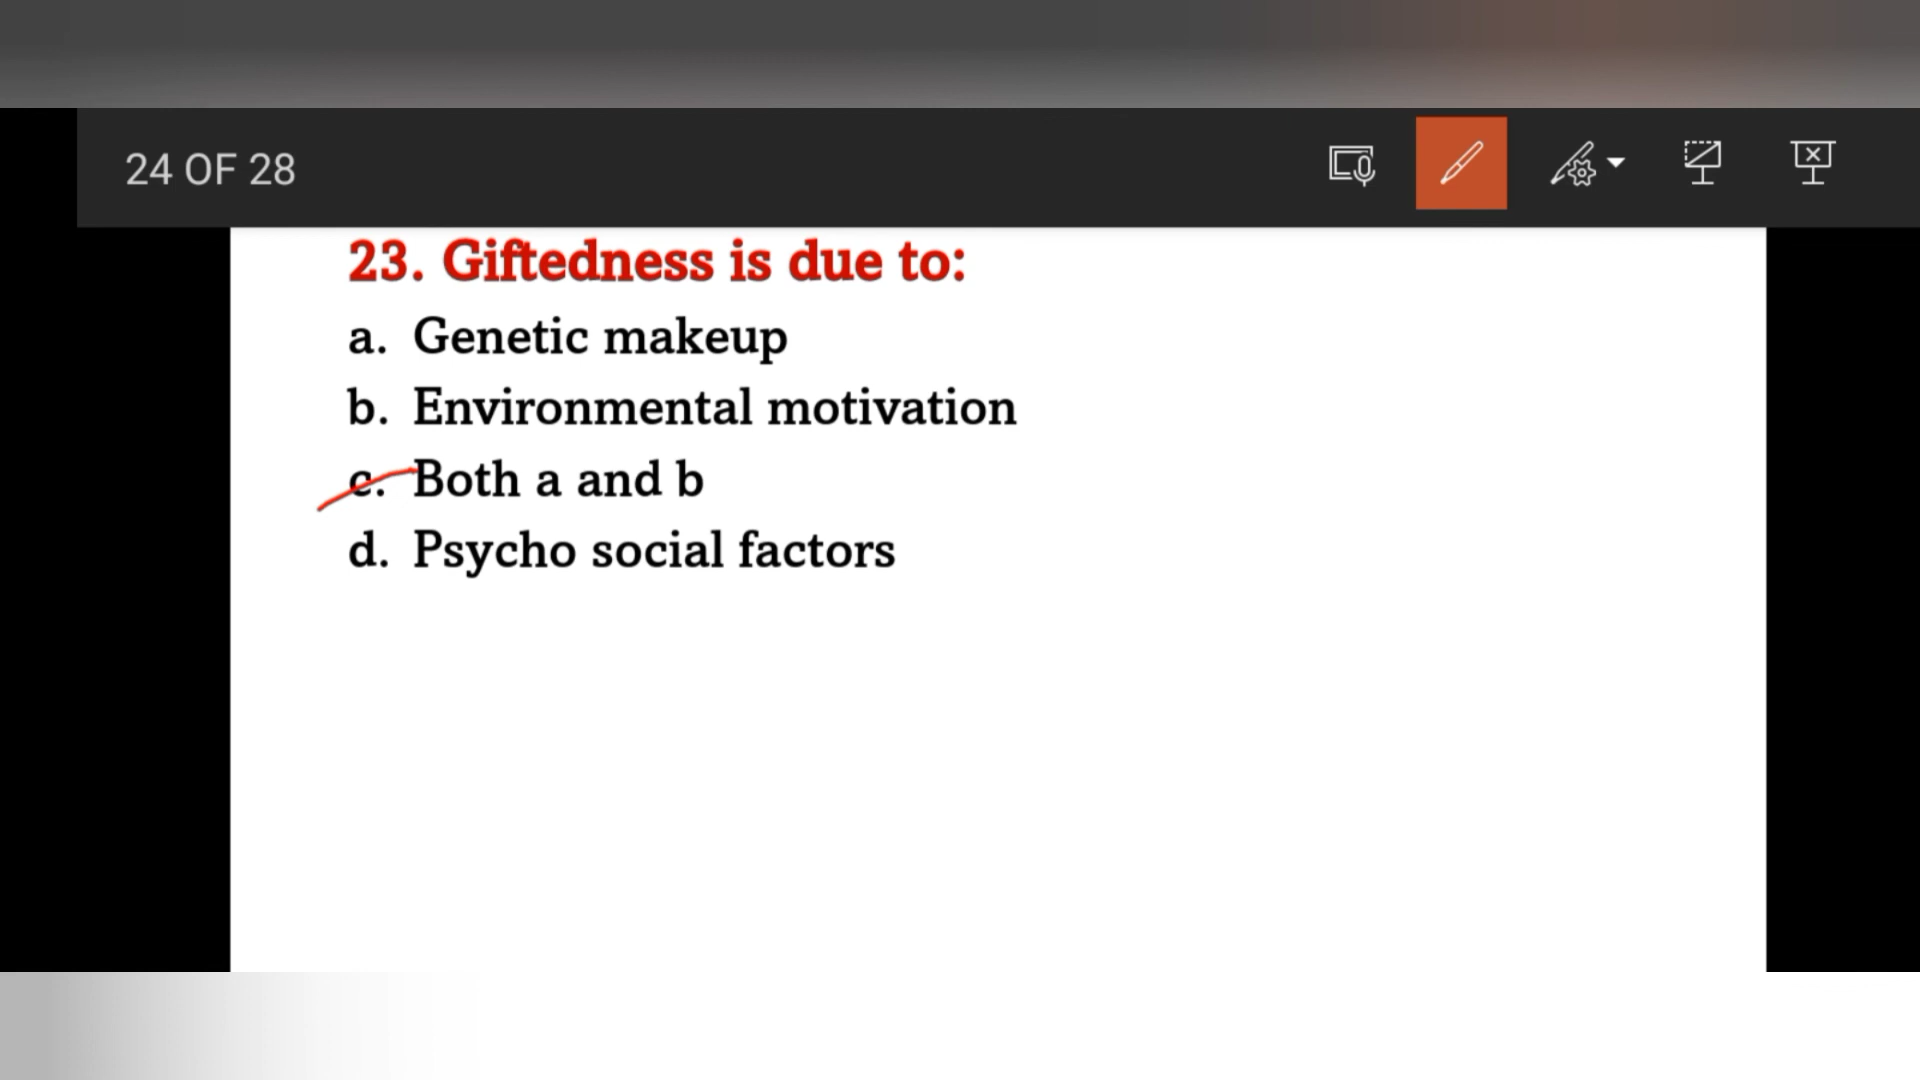 24 OF 28
23. Giftedness is due to:
a. Genetic makeup
b. Environmental motivation
c. Both a and b
d. Psycho social factors